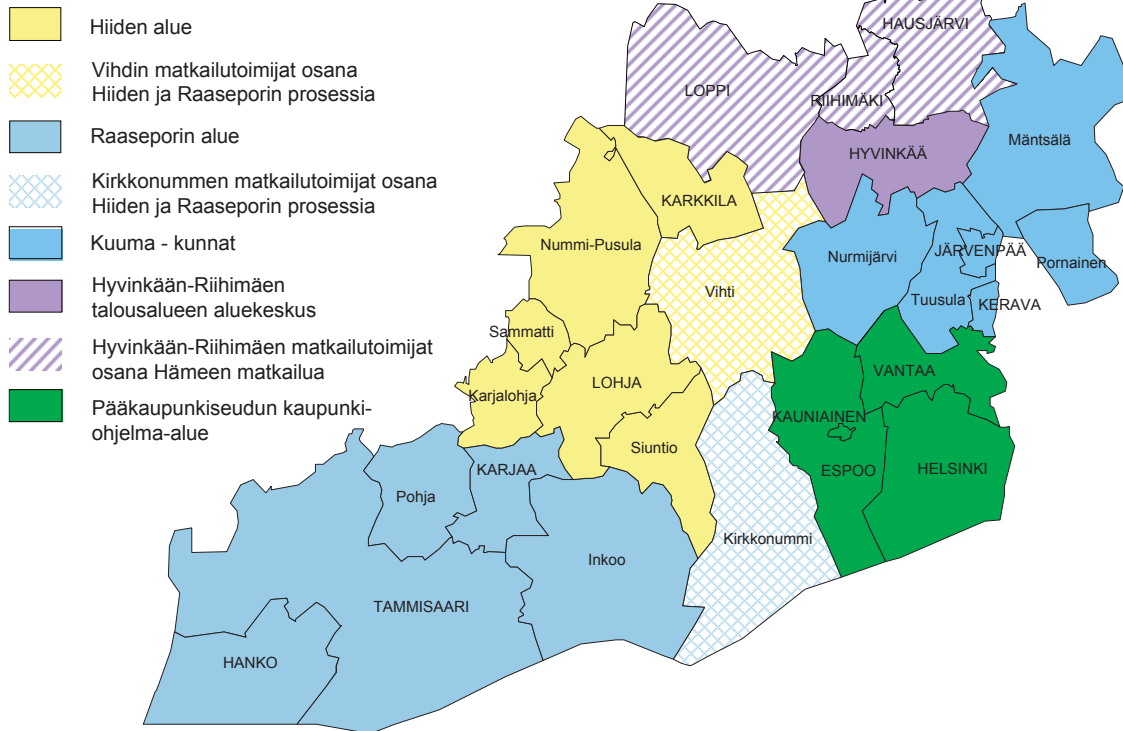 Hiiden alue
Vihdin matkailutoimijat osana
Hiiden ja Raaseporin prosessia
Raaseporin alue
Kirkkonummen matkailutoimijat osana
Hiiden ja Raaseporin prosessia
Kuuma - kunnat
Hyvinkään-Riihimäen
talousalueen aluekeskus
Hyvinkään-Riihimäen matkailutoimijat
osana Hämeen matkailua
Pääkaupunkiseudun kaupunki-
ohjelma-alue
HAUSJÄRVI
LOPPI
RIIHIMÄKI
Mäntsälä
HYVINKÄÄ
KARKKILA
Nummi-Pusula
JÄRVENPÄÄ
Nurmijärvi
Pornainen
Vihti
Tuusula
KERAVA
Sammatti
VANTAA
LOHJA
Karjalohja
KAUNIAINEN
Siuntio
KARJAA
ESPOO
HELSINKI
Pohja
Kirkkonummi
Inkoo
TAMMISAARI
HANKO